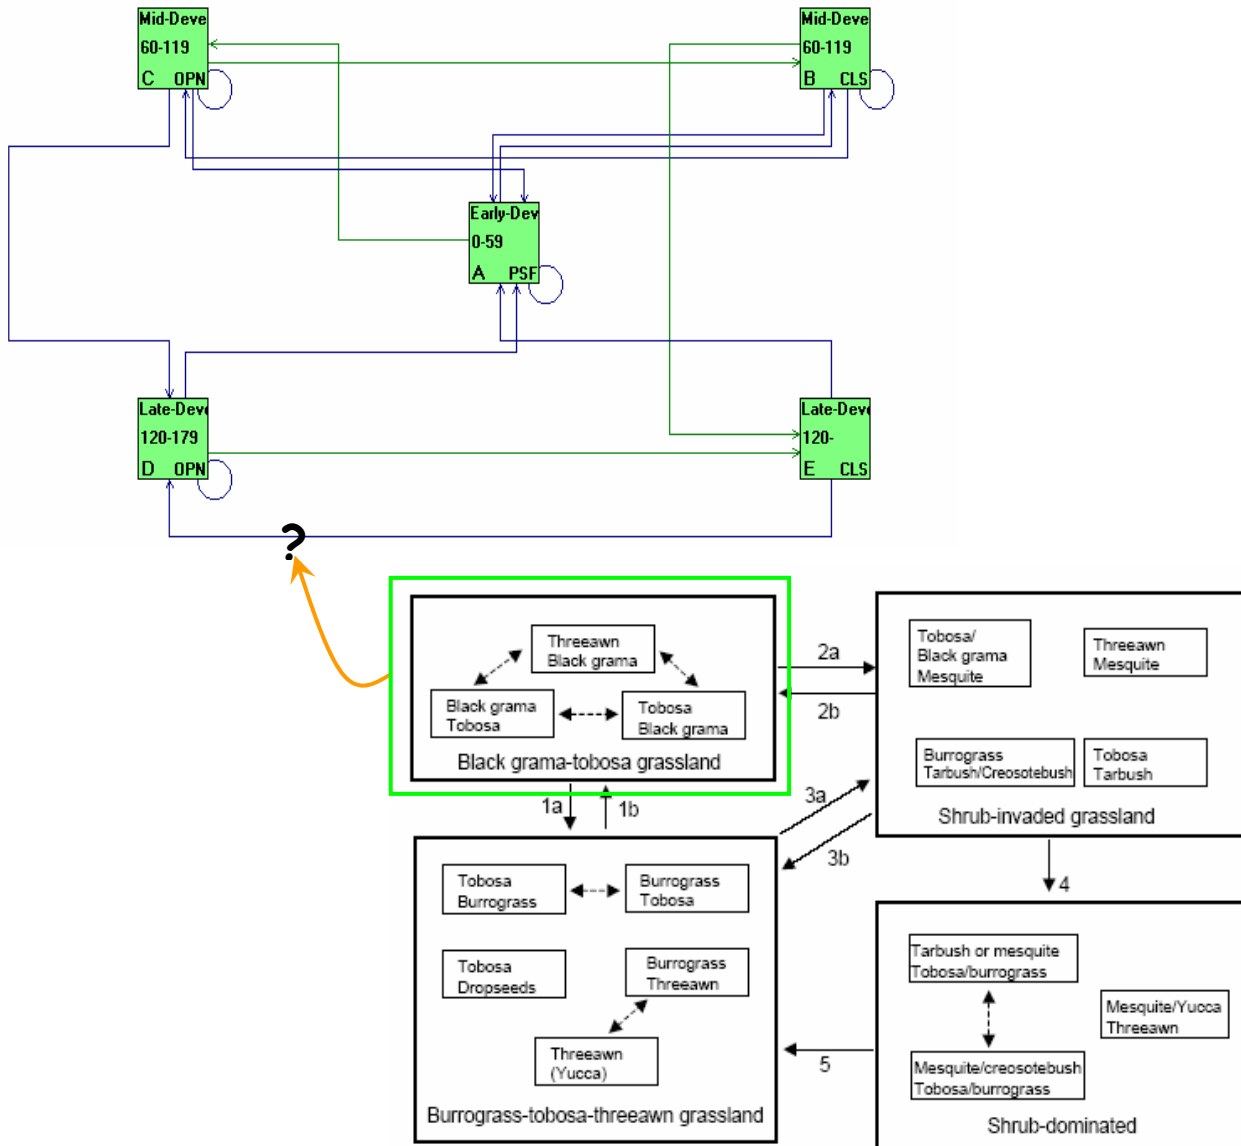 Mid-Deve
60-119
C OPN
Mid-Deve
60-119
B CLS
Early-Dev
0-59
A PSF
Late-Deve
120-179
D OPN
Late-Deve
120-
E CLS
?
Threeawn
Black grama
Black grama
Tobosa
Tobosa
Black grama
Black grama-tobosa grassland
2a
2b
Tobosa/
Black grama
Mesquite
Threeawn
Mesquite
Burrograss
Tarbush/Creosotebush
Tobosa
Tarbush
Shrub-invaded grassland
1a
1b
3a
3b
4
Tobosa
Burrograss
Burrograss
Tobosa
Tobosa
Dropseeds
Burrograss
Threeawn
Threeawn
(Yucca)
Burrograss-tobosa-threeawn grassland
5
Tarbush or mesquite
Tobosa/burrograss
Mesquite/Yucca
Threeawn
Mesquite/creosotebush
Tobosa/burrograss
Shrub-dominated